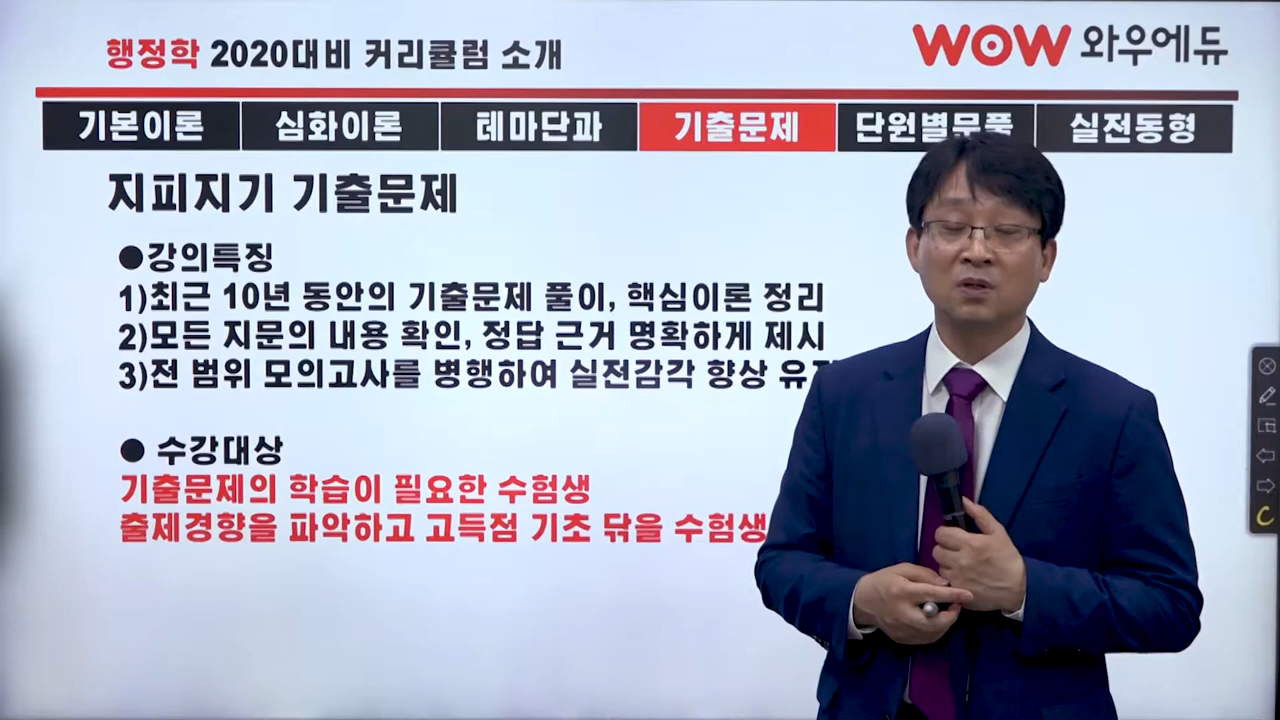 행정학 2020대비 커리큘럼 소개
WOW 와우에듀
기본이론 심화이론 테마단과 기출문제 단원별문풀 실전동형
지피지기 기출문제
●강의특징
1)최근 10년 동안의 기출문제 풀이, 핵심이론 정리
2)모든 지문의 내용 확인, 정답 근거 명확하게 제시
3)전 범위 모의고사를 병행하여 실전감각 향상
● 수강대상
기출문제의 학습이 필요한 수험생
출제경향을 파악하고 고득점 기초 닦을 수험생